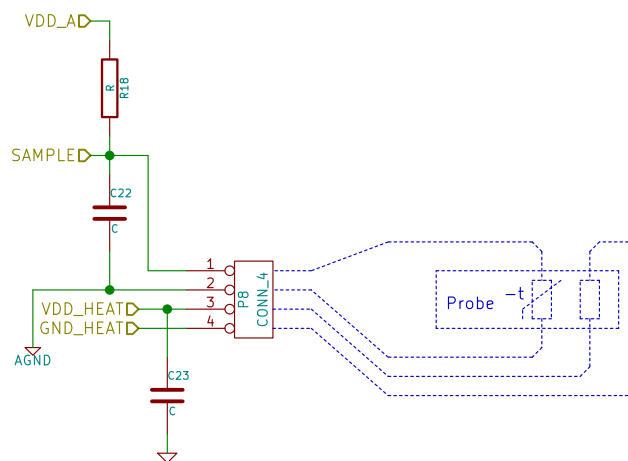 VDD_A
R
R18
SAMPLE
C22
C
1
2
3
4
P8
CONN_4
VDD_HEAT
GND_HEAT
AGND
C23
C
Probe
-t